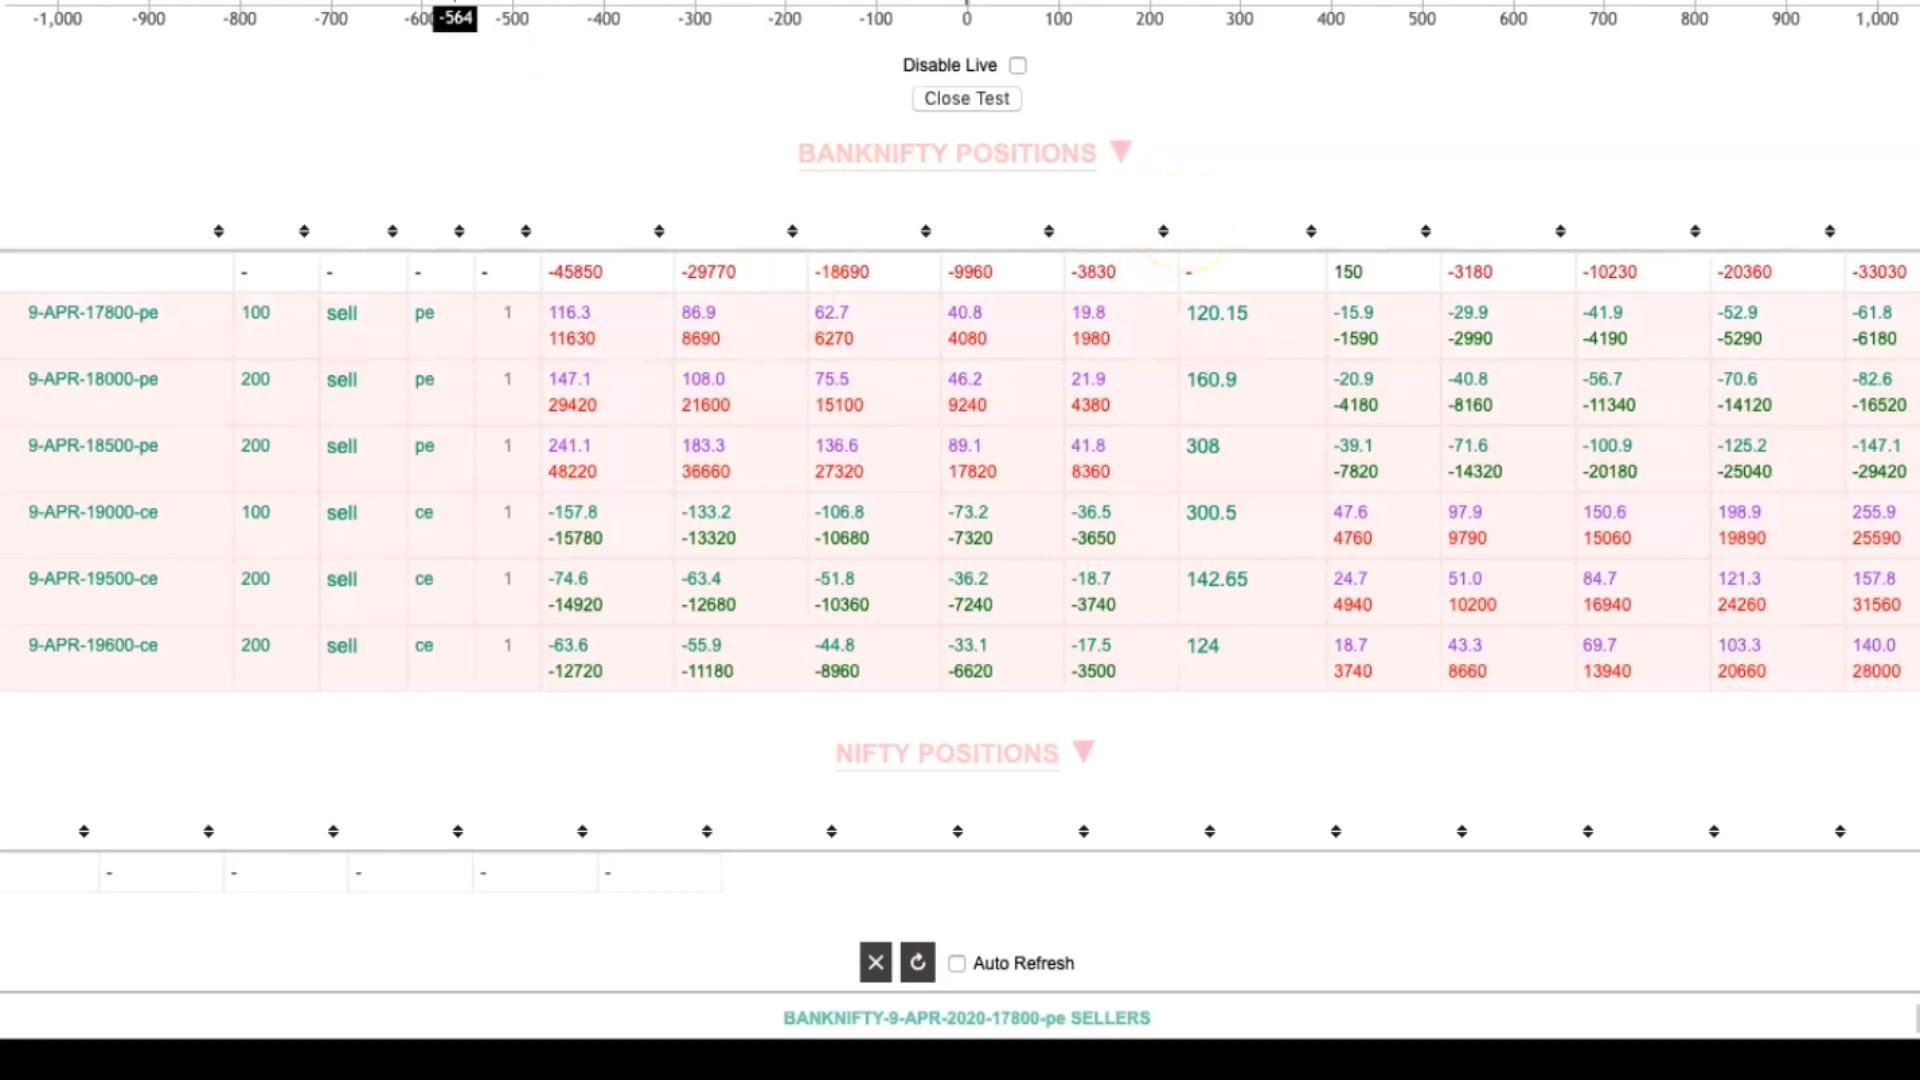 -1,000 -900 -800 -700 -600 -564 -500 -400 -300 -200 -100 0 100 200 300 400 500 600 700 800 900 1,000
Disable Live
Close Test
BANKNIFTY POSITIONS ▼
- - - - -45850 -29770 -18690 -9960 -3830 - 150 -3180 -10230 -20360 -33030
9-APR-17800-pe 100 sell pe 1 116.3 86.9 62.7 40.8 19.8 120.15 -15.9 -29.9 -41.9 -52.9 -61.8
11630 8690 6270 4080 1980 -1590 -2990 -4190 -5290 -6180
9-APR-18000-pe 200 sell pe 1 147.1 108.0 75.5 46.2 21.9 160.9 -20.9 -40.8 -56.7 -70.6 -82.6
29420 21600 15100 9240 4380 -4180 -8160 -11340 -14120 -16520
9-APR-18500-pe 200 sell pe 1 241.1 183.3 136.6 89.1 41.8 308 -39.1 -71.6 -100.9 -125.2 -147.1
48220 36660 27320 17820 8360 -7820 -14320 -20180 -25040 -29420
9-APR-19000-ce 100 sell ce 1 -157.8 -133.2 -106.8 -73.2 -36.5 300.5 47.6 97.9 150.6 198.9 255.9
-15780 -13320 -10680 -7320 -3650 4760 9790 15060 19890 25590
9-APR-19500-ce 200 sell ce 1 -74.6 -63.4 -51.8 -36.2 -18.7 142.65 24.7 51.0 84.7 121.3 157.8
-14920 -12680 -10360 -7240 -3740 4940 10200 16940 24260 31560
9-APR-19600-ce 200 sell ce 1 -63.6 -55.9 -44.8 -33.1 -17.5 124 18.7 43.3 69.7 103.3 140.0
-12720 -11180 -8960 -6620 -3500 3740 8660 13940 20660 28000
NIFTY POSITIONS ▼
- - - - -
Auto Refresh
BANKNIFTY-9-APR-2020-17800-pe SELLERS